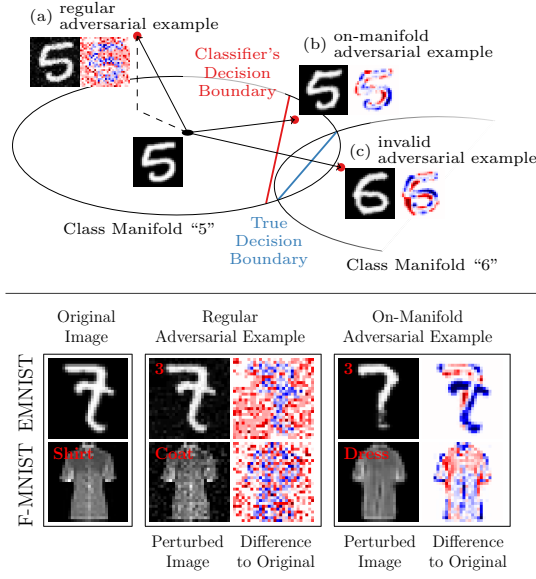 (a) regular
adversarial example
Classifier's
Decision
Boundary
(b) on-manifold
adversarial example
(c) invalid
adversarial example
Class Manifold “5”
True
Decision
Boundary
Class Manifold “6”
Original
Image
Regular
Adversarial Example
On-Manifold
Adversarial Example
EMNIST
3
3
F-MNIST
Shirt
Coat
Dress
Perturbed
Image
Difference
to Original
Perturbed
Image
Difference
to Original